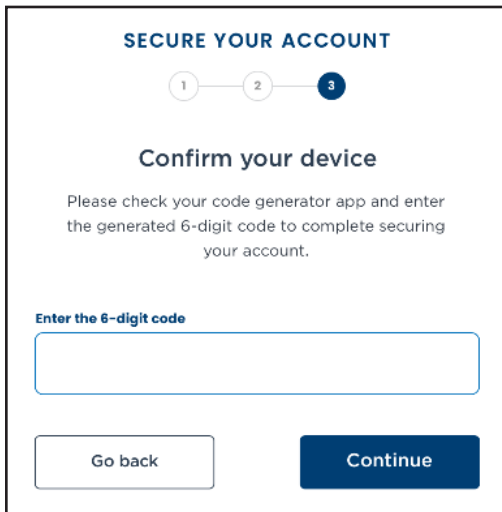 SECURE YOUR ACCOUNT
1 2 3
Confirm your device
Please check your code generator app and enter
the generated 6-digit code to complete securing
your account.
Enter the 6-digit code
Go back Continue